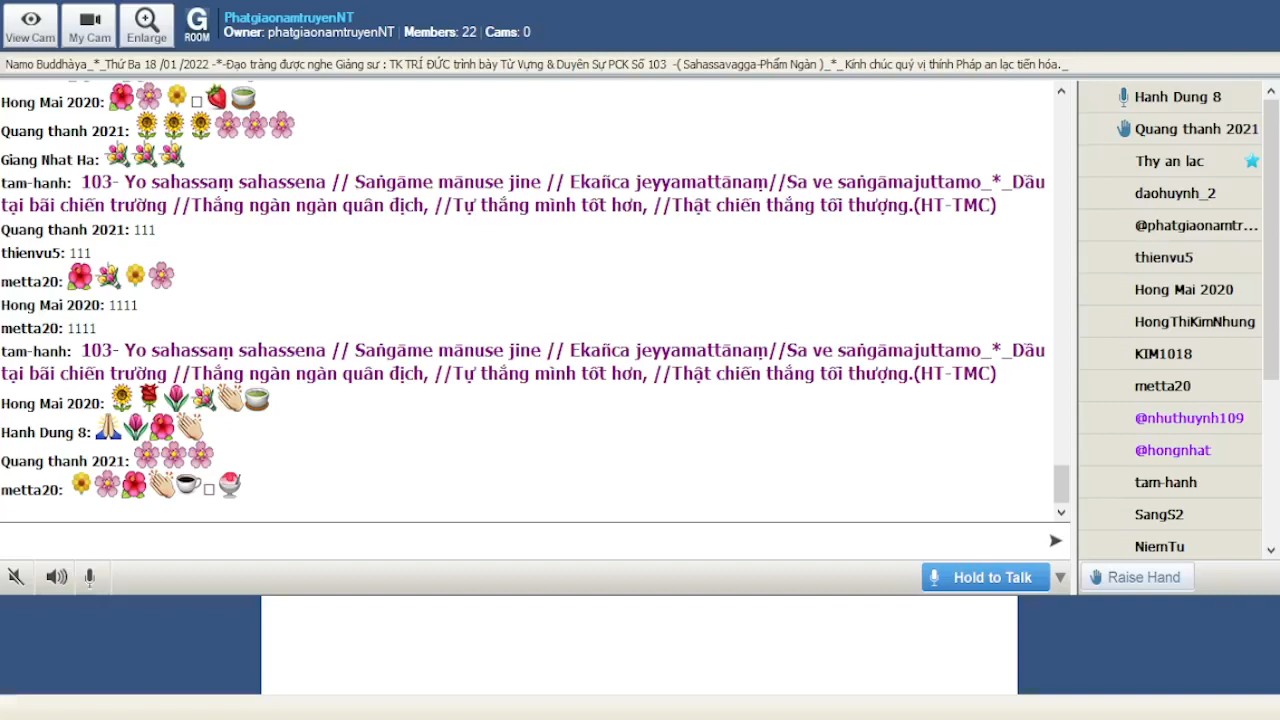 View Cam
My Cam
Enlarge
G
ROOM
PhatgiaonamtruyenNT
Owner: phatgiaonamtruyenNT | Members: 22 | Cams: 0
Namo Buddhàya_*_Thứ Ba 18 /01 /2022 -*-Đạo tràng được nghe Giảng sư : TK TRÍ ĐỨC trình bày Từ Vựng & Duyên Sự PCK Số 103 -( Sahassavagga-Phẩm Ngàn )_*_ Kính chúc quý vị thính Pháp an lạc tiến hóa._
Hong Mai 2020:
Quang thanh 2021:
Giang Nhat Ha:
tam-hanh: 103- Yo sahassaṃ sahassena // Saṅgāme mānuse jine // Ekañca jeyyamattānaṃ//Sa ve saṅgāmajuttamo_*_Dầu
tại bãi chiến trường //Thắng ngàn ngàn quân địch, //Tự thắng mình tốt hơn, //Thật chiến thắng tối thượng.(HT-TMC)
Quang thanh 2021: 111
thienvu5: 111
metta20:
Hong Mai 2020: 1111
metta20: 1111
tam-hanh: 103- Yo sahassaṃ sahassena // Saṅgāme mānuse jine // Ekañca jeyyamattānaṃ//Sa ve saṅgāmajuttamo_*_Dầu
tại bãi chiến trường //Thắng ngàn ngàn quân địch, //Tự thắng mình tốt hơn, //Thật chiến thắng tối thượng.(HT-TMC)
Hong Mai 2020:
Hanh Dung 8:
Quang thanh 2021:
metta20:
Hold to Talk
Hanh Dung 8
Quang thanh 2021
Thy an lac
daohuynh_2
@phatgiaonamtr...
thienvu5
Hong Mai 2020
HongThiKimNhung
KIM1018
metta20
@nhuthuynh109
@hongnhat
tam-hanh
SangS2
NiemTu
Raise Hand